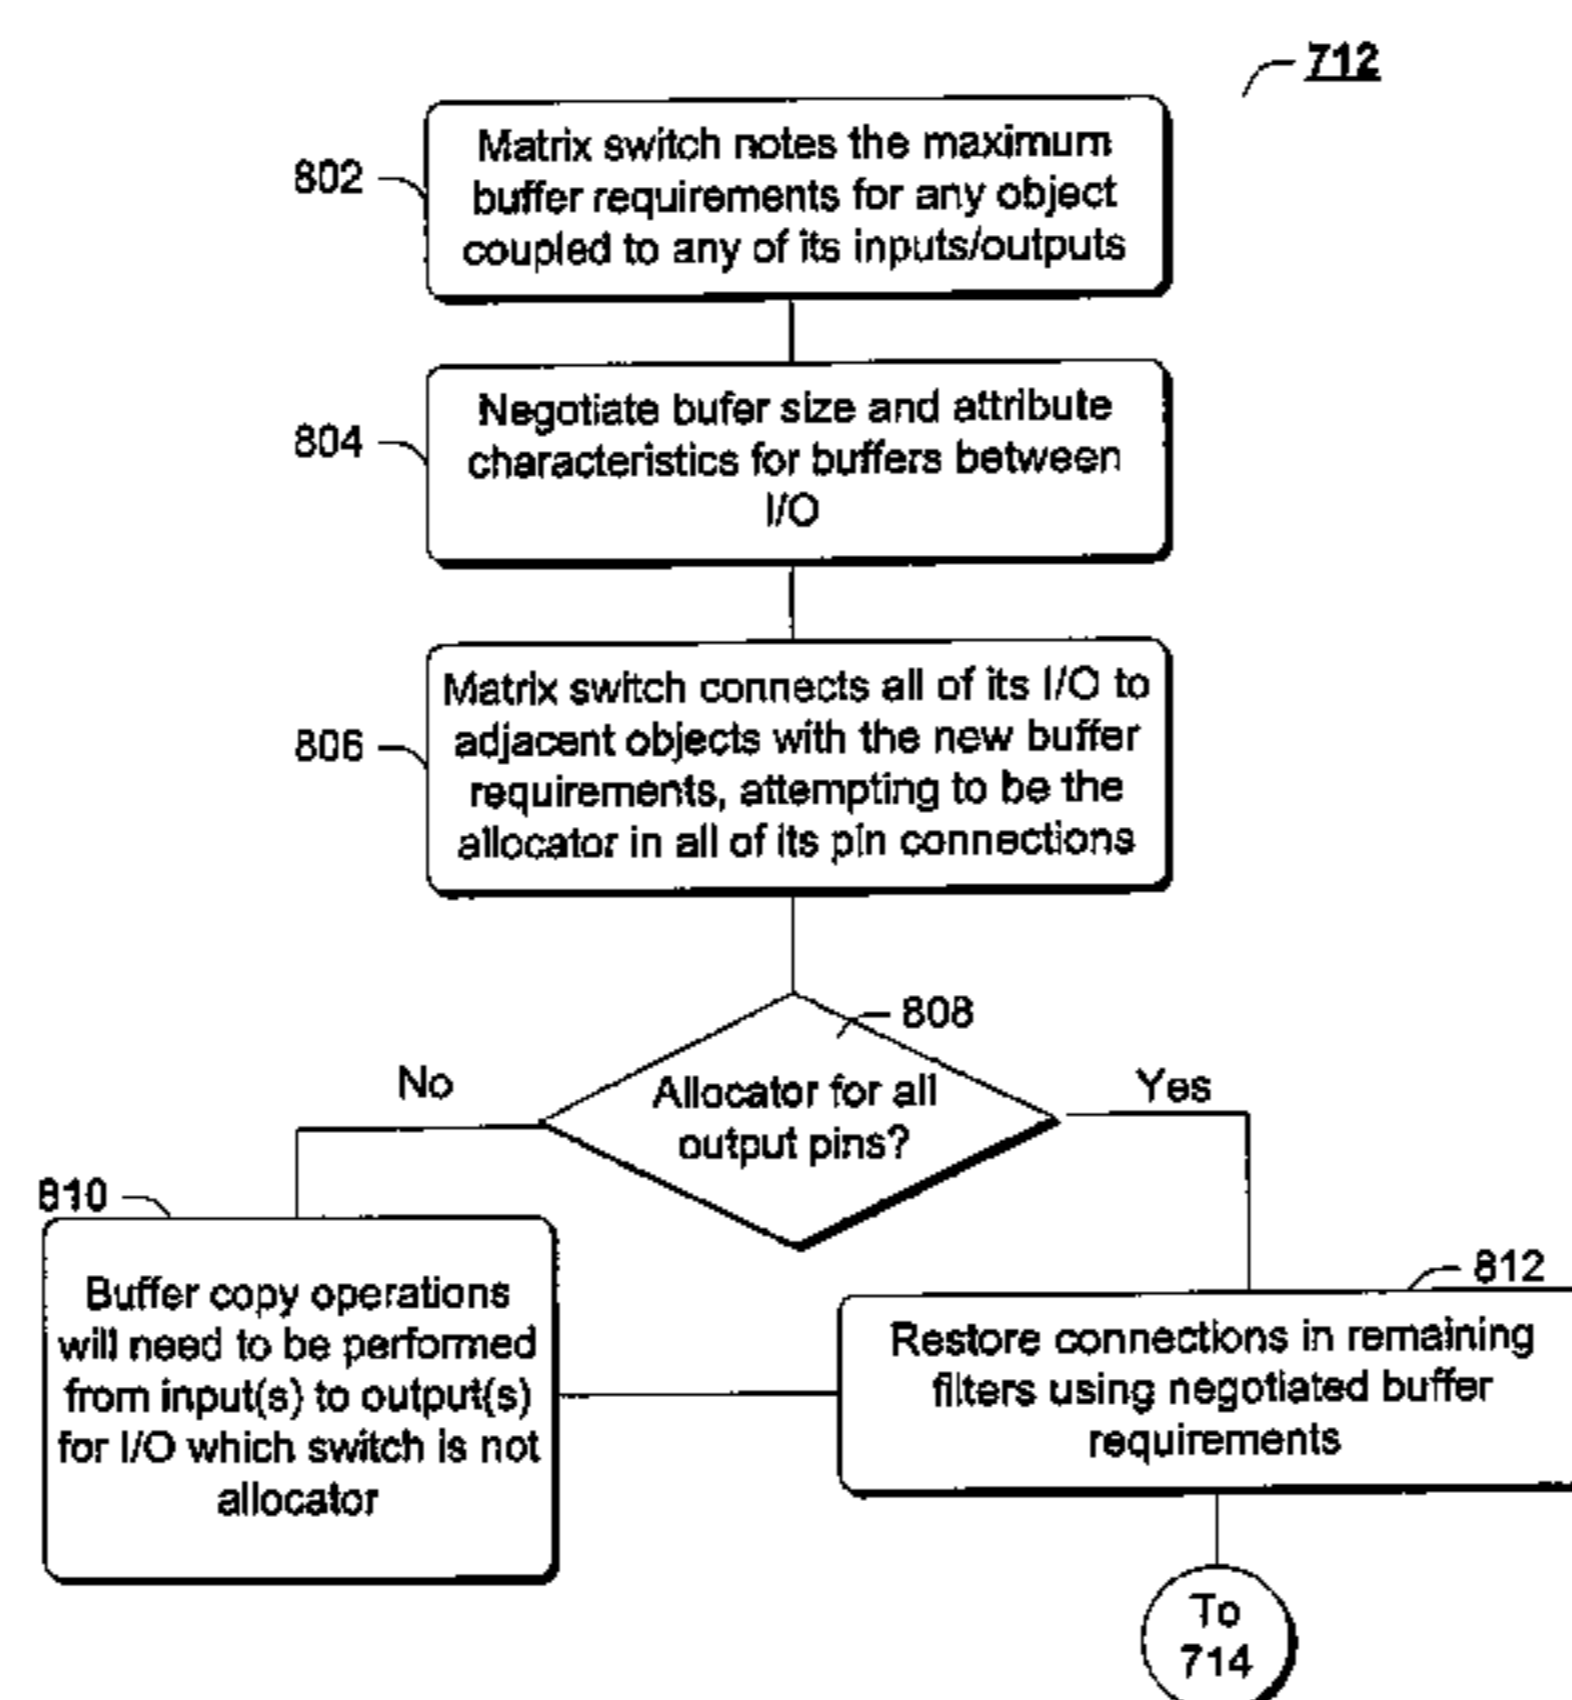 712
802
Matrix switch notes the maximum
buffer requirements for any object
coupled to any of its inputs/outputs
804
Negotiate bufer size and attribute
characteristics for buffers between
I/O
806
Matrix switch connects all of its I/O to
adjacent objects with the new buffer
requirements, attempting to be the
allocator in all of its pin connections
808
No
Allocator for all
output pins?
Yes
810
Buffer copy operations
will need to be performed
from input(s) to output(s)
for I/O which switch is not
allocator
812
Restore connections in remaining
filters using negotiated buffer
requirements
To
714